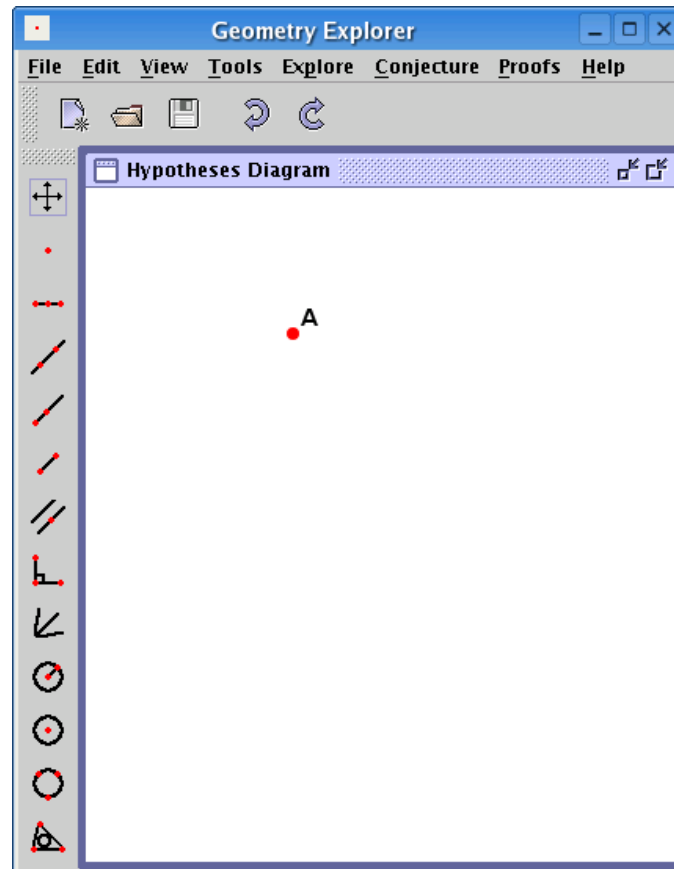 Geometry Explorer
File Edit View Tools Explore Conjecture Proofs Help
Hypotheses Diagram
A